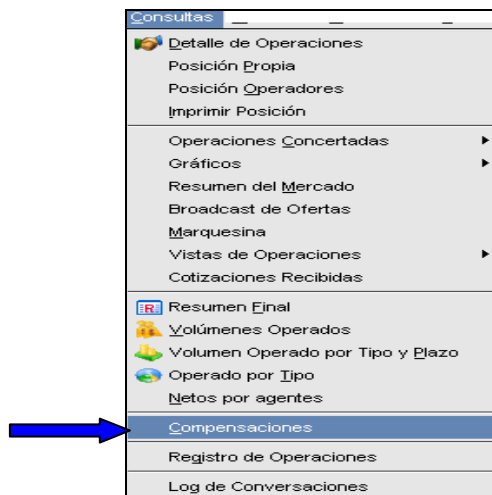 Consultas
Detalle de Operaciones
Posición Propia
Posición Operadores
Imprimir Posición
Operaciones Concertadas
Gráficos
Resumen del Mercado
Broadcast de Ofertas
Marquesina
Vistas de Operaciones
Cotizaciones Recibidas
R Resumen Final
Volúmenes Operados
Volumen Operado por Tipo y Plazo
Operado por Tipo
Netos por agentes
Compensaciones
Registro de Operaciones
Log de Conversaciones